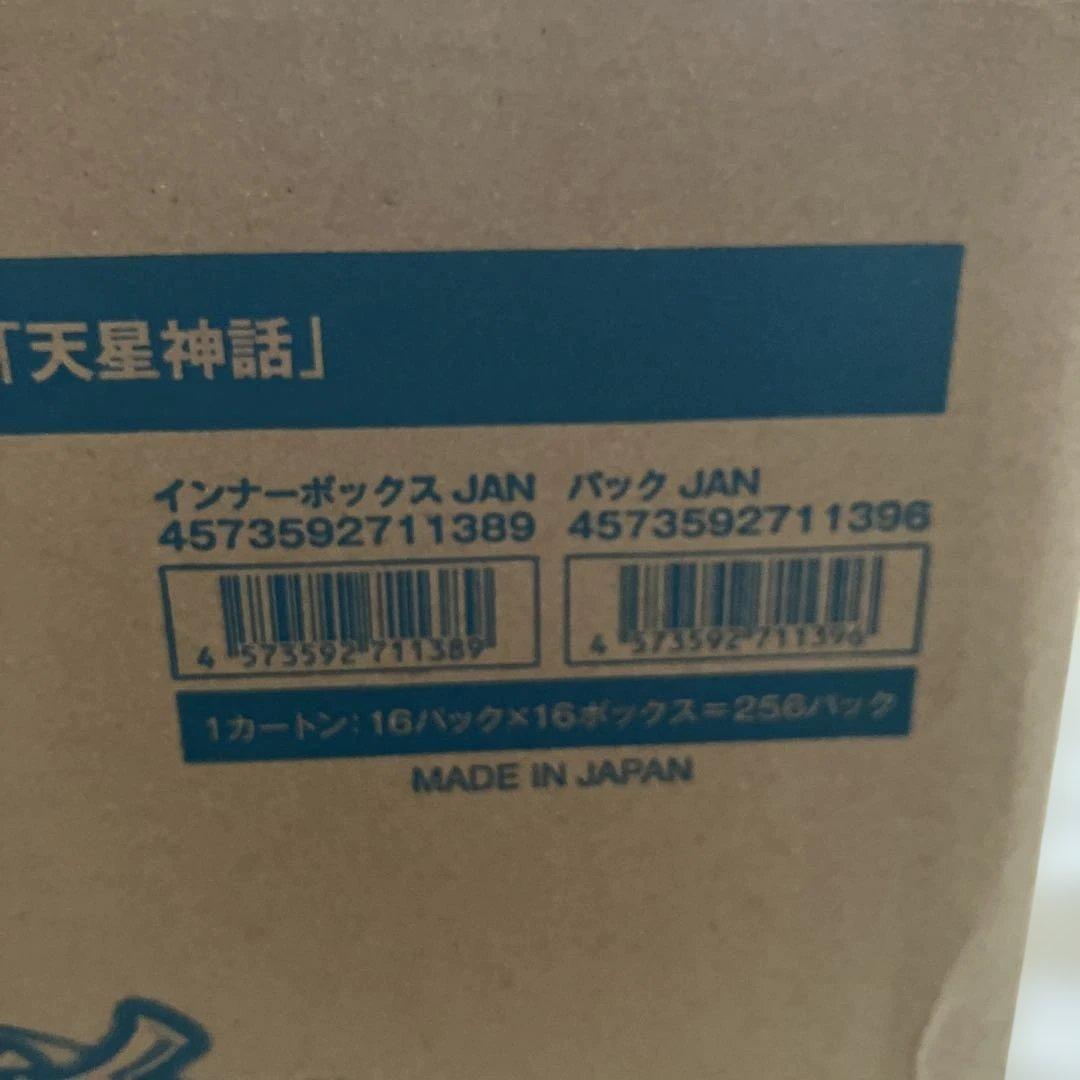 「天星神話」
インナーボックス JAN パック JAN
4573592711389 4573592711396
4 573592 711389 4 573592 711396
1カートン:16パック×16ボックス=256パック
MADE IN JAPAN